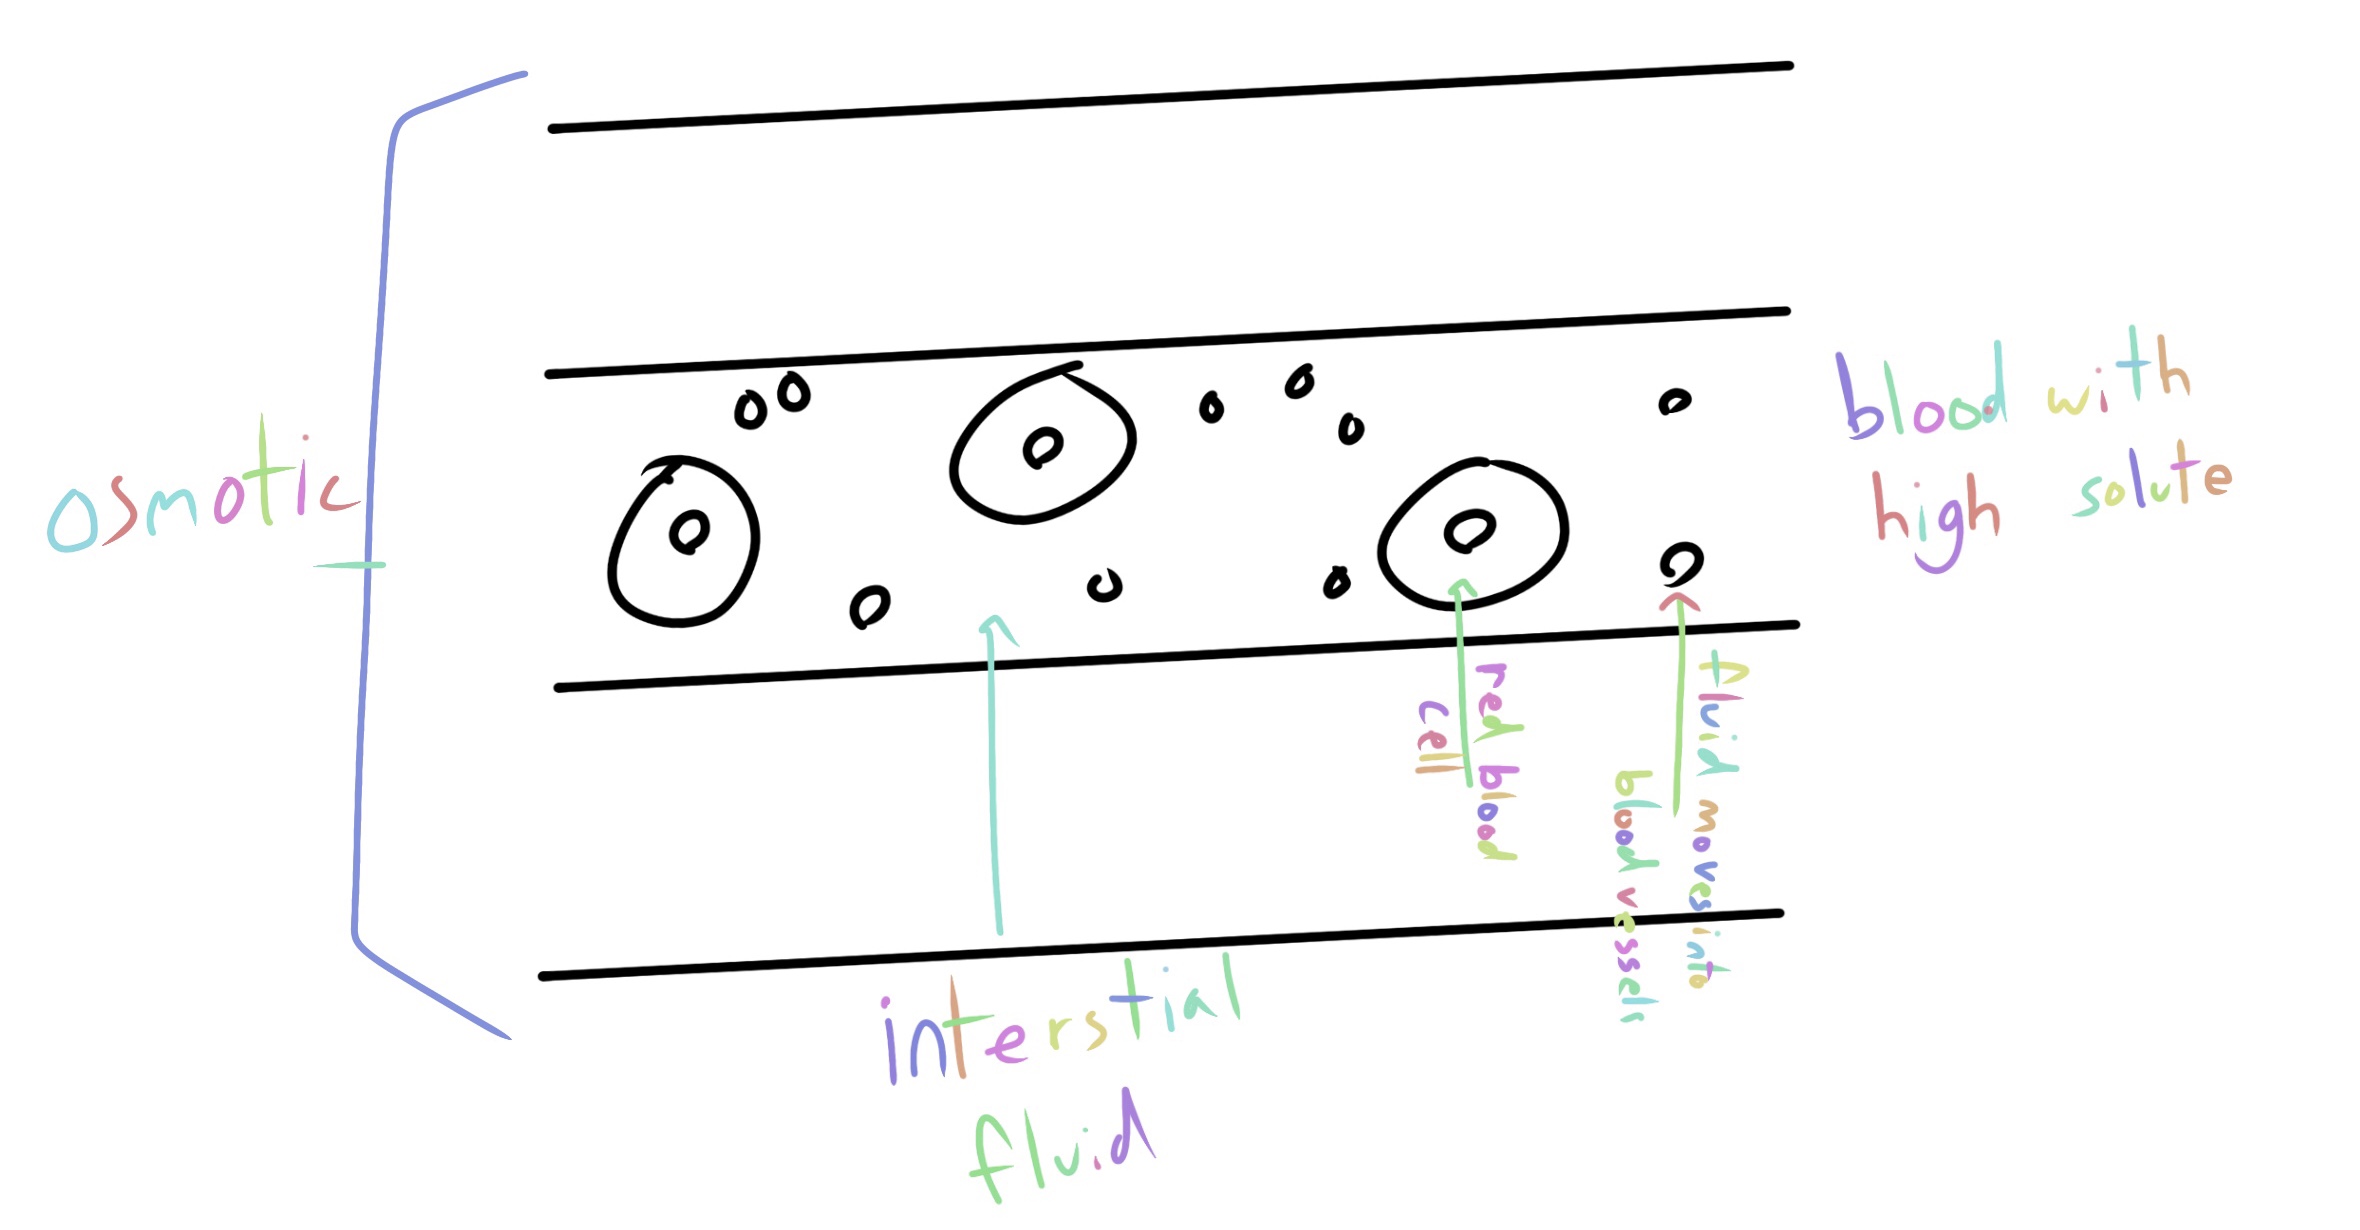 osmotic
blood with
high solute
red blood
cell
fluid moves into
blood vessels
interstial
fluid